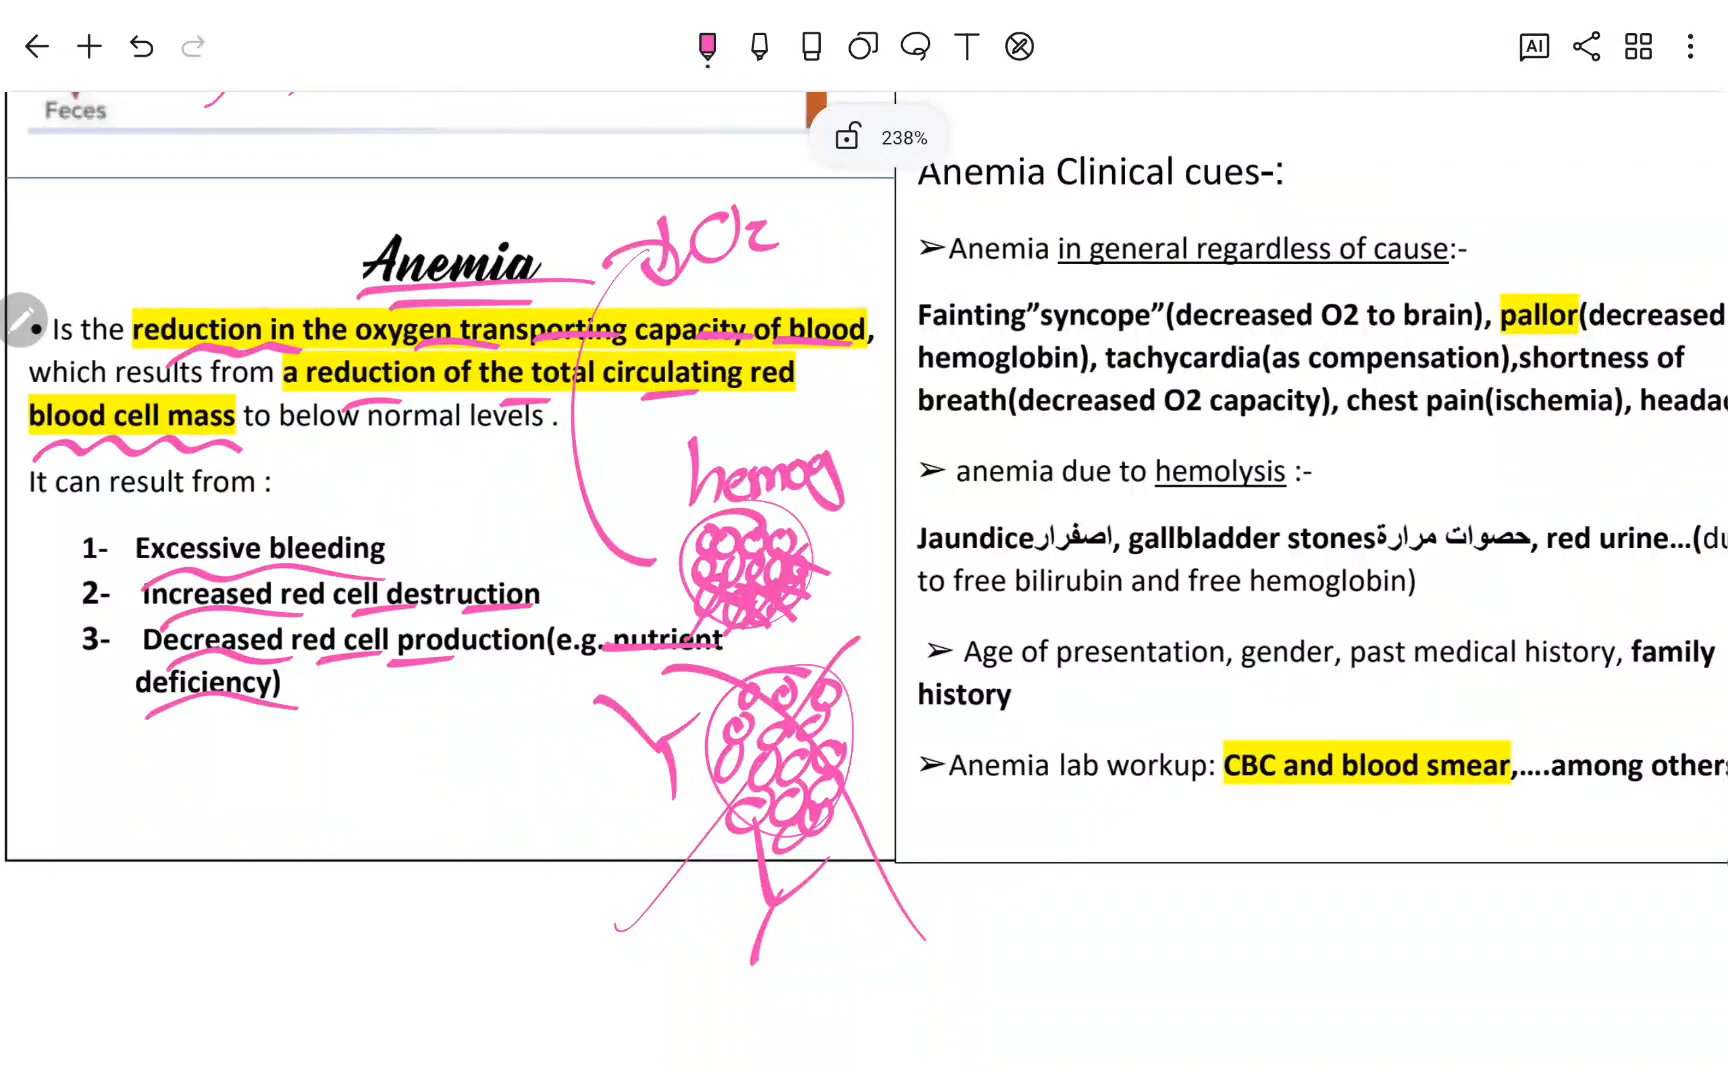 AI
Feces
238%
Anemia
↓O2
• Is the reduction in the oxygen transporting capacity of blood,
which results from a reduction of the total circulating red
blood cell mass to below normal levels .
It can result from :
hemog
1- Excessive bleeding
2- Increased red cell destruction
3- Decreased red cell production(e.g. nutrient
deficiency)
Anemia Clinical cues-:
➢Anemia in general regardless of cause:-
Fainting”syncope”(decreased O2 to brain), pallor(decreased
hemoglobin), tachycardia(as compensation),shortness of
breath(decreased O2 capacity), chest pain(ischemia),
➢ anemia due to hemolysis :-
Jaundiceاصفرار, gallbladder stonesحصوات مرارة, red urine...(
to free bilirubin and free hemoglobin)
➢ Age of presentation, gender, past medical history, family
history
➢Anemia lab workup: CBC and blood smear,....among